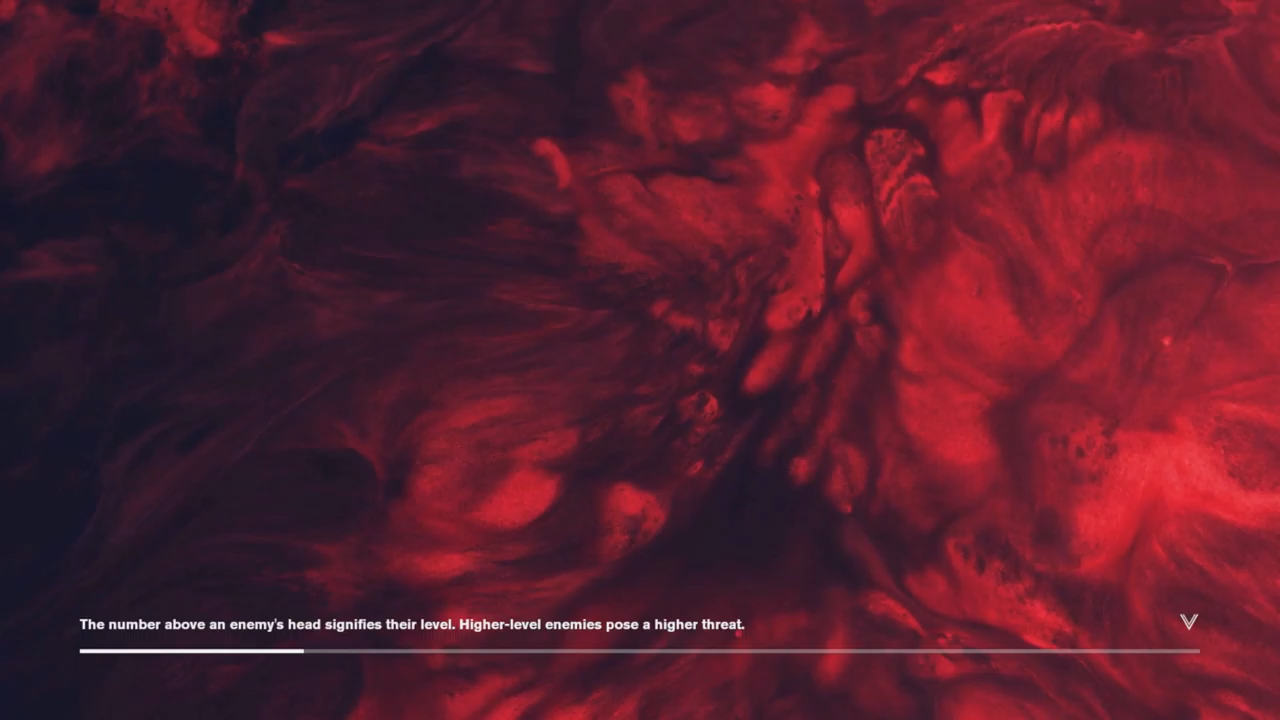 The number above an enemy's head signifies their level. Higher-level enemies pose a higher threat.